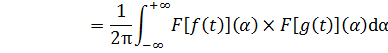 = 1/2π ∫_{-∞}^{+∞} F[f(t)](α) × F[g(t)](α)dα